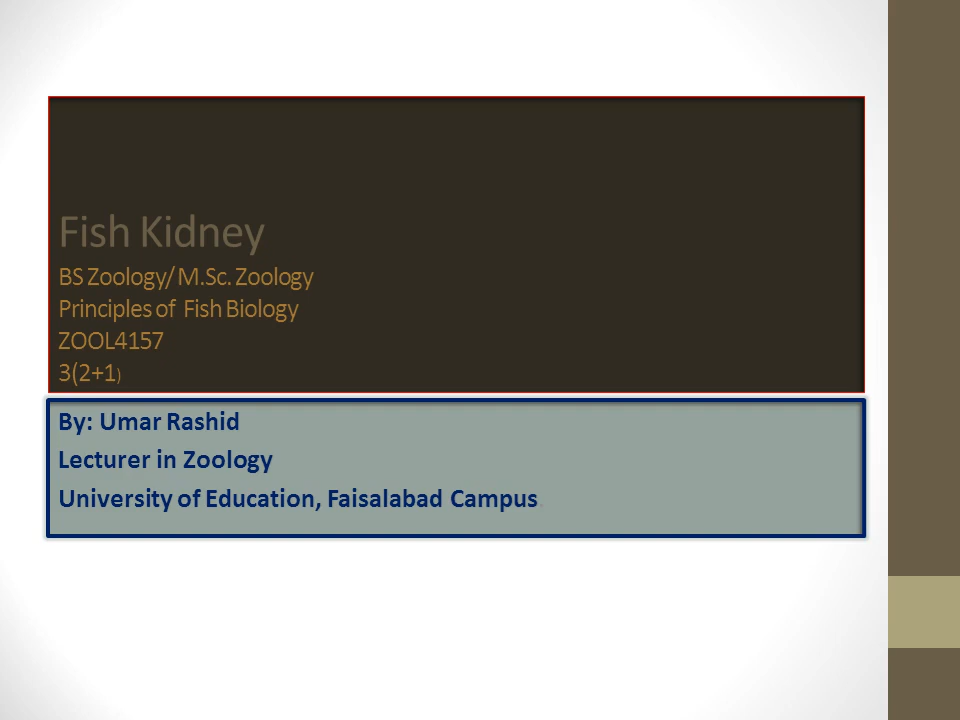 Fish Kidney
BS Zoology/ M.Sc. Zoology
Principles of Fish Biology
ZOOL4157
3(2+1)
By: Umar Rashid
Lecturer in Zoology
University of Education, Faisalabad Campus.